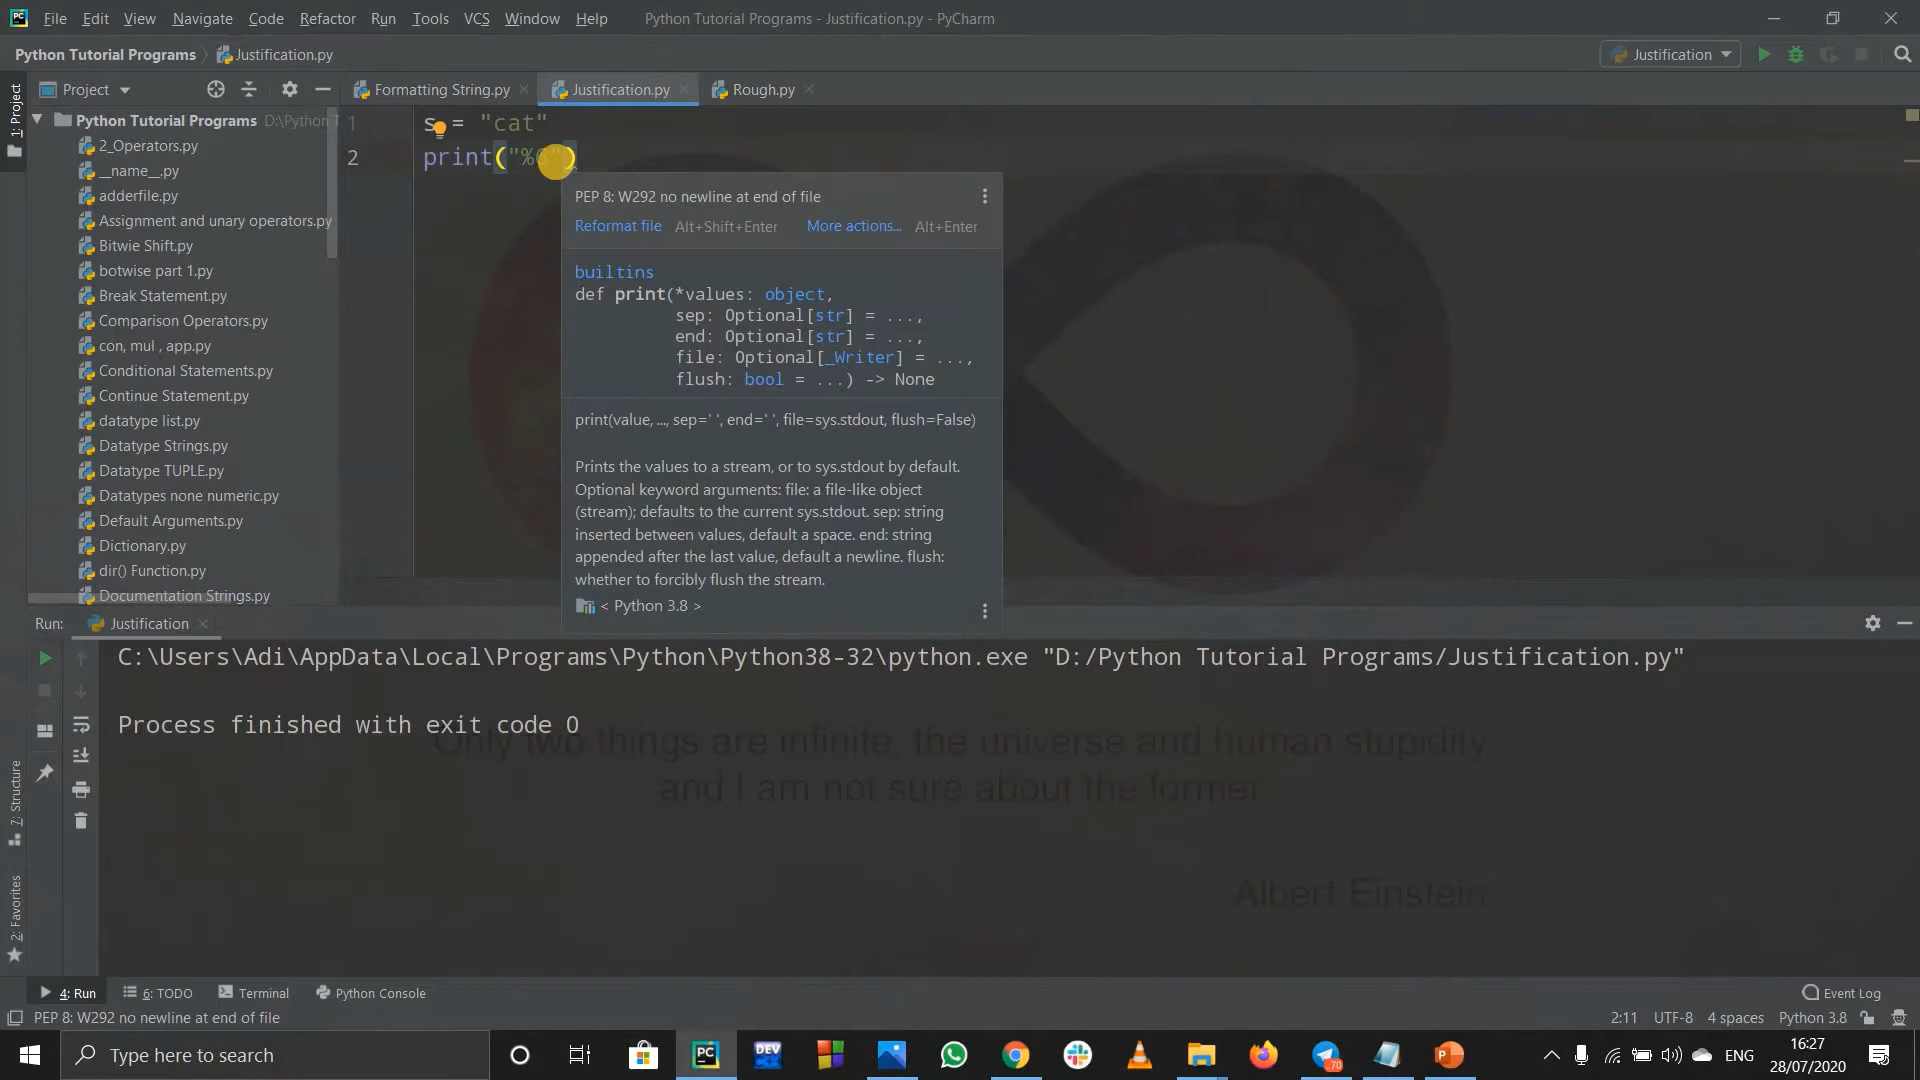 File Edit View Navigate Code Refactor Run Tools VCS Window Help Python Tutorial Programs - Justification.py - PyCharm
Python Tutorial Programs Justification.py Justification
Project Formatting String.py Justification.py Rough.py
1: Project
Python Tutorial Programs D:\Python T
2_Operators.py
__name__.py
adderfile.py
Assignment and unary operators.py
Bitwie Shift.py
botwise part 1.py
Break Statement.py
Comparison Operators.py
con, mul , app.py
Conditional Statements.py
Continue Statement.py
datatype list.py
Datatype Strings.py
Datatype TUPLE.py
Datatypes none numeric.py
Default Arguments.py
Dictionary.py
dir() Function.py
Documentation Strings.py
1 s = "cat"
2 print("%6")
PEP 8: W292 no newline at end of file
Reformat file Alt+Shift+Enter More actions... Alt+Enter
builtins
def print(*values: object,
sep: Optional[str] = ...,
end: Optional[str] = ...,
file: Optional[_Writer] = ...,
flush: bool = ...) -> None
print(value, ..., sep=' ', end=' ', file=sys.stdout, flush=False)
Prints the values to a stream, or to sys.stdout by default.
Optional keyword arguments: file: a file-like object
(stream); defaults to the current sys.stdout. sep: string
inserted between values, default a space. end: string
appended after the last value, default a newline. flush:
whether to forcibly flush the stream.
< Python 3.8 >
Run: Justification
C:\Users\Adi\AppData\Local\Programs\Python\Python38-32\python.exe "D:/Python Tutorial Programs/Justification.py"
Process finished with exit code 0
Only two things are infinite, the universe and human stupidity
and I am not sure about the former
Albert Einstein
7: Structure
2: Favorites
4: Run 6: TODO Terminal Python Console Event Log
PEP 8: W292 no newline at end of file 2:11 UTF-8 4 spaces Python 3.8
Type here to search
PC DEV P 70 ENG
16:27
28/07/2020